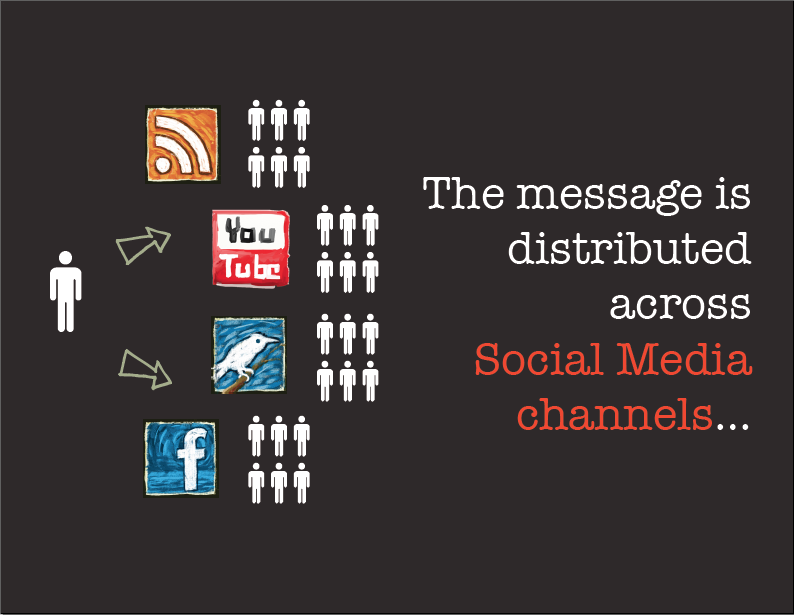 You
Tube
f
The message is
distributed
across
Social Media
channels...